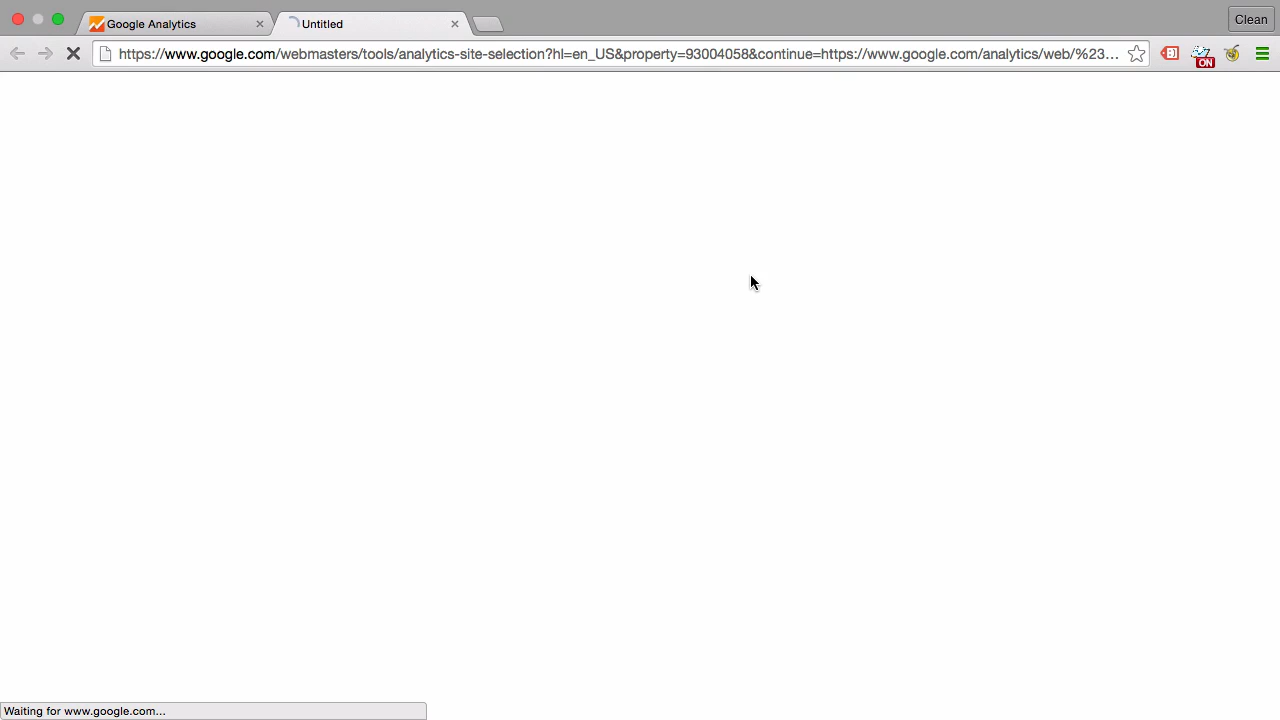 Google Analytics
Untitled
Clean
https://www.google.com/webmasters/tools/analytics-site-selection?hl=en_US&property=93004058&continue=https://www.google.com/analytics/web/%23...
ON
Waiting for www.google.com...